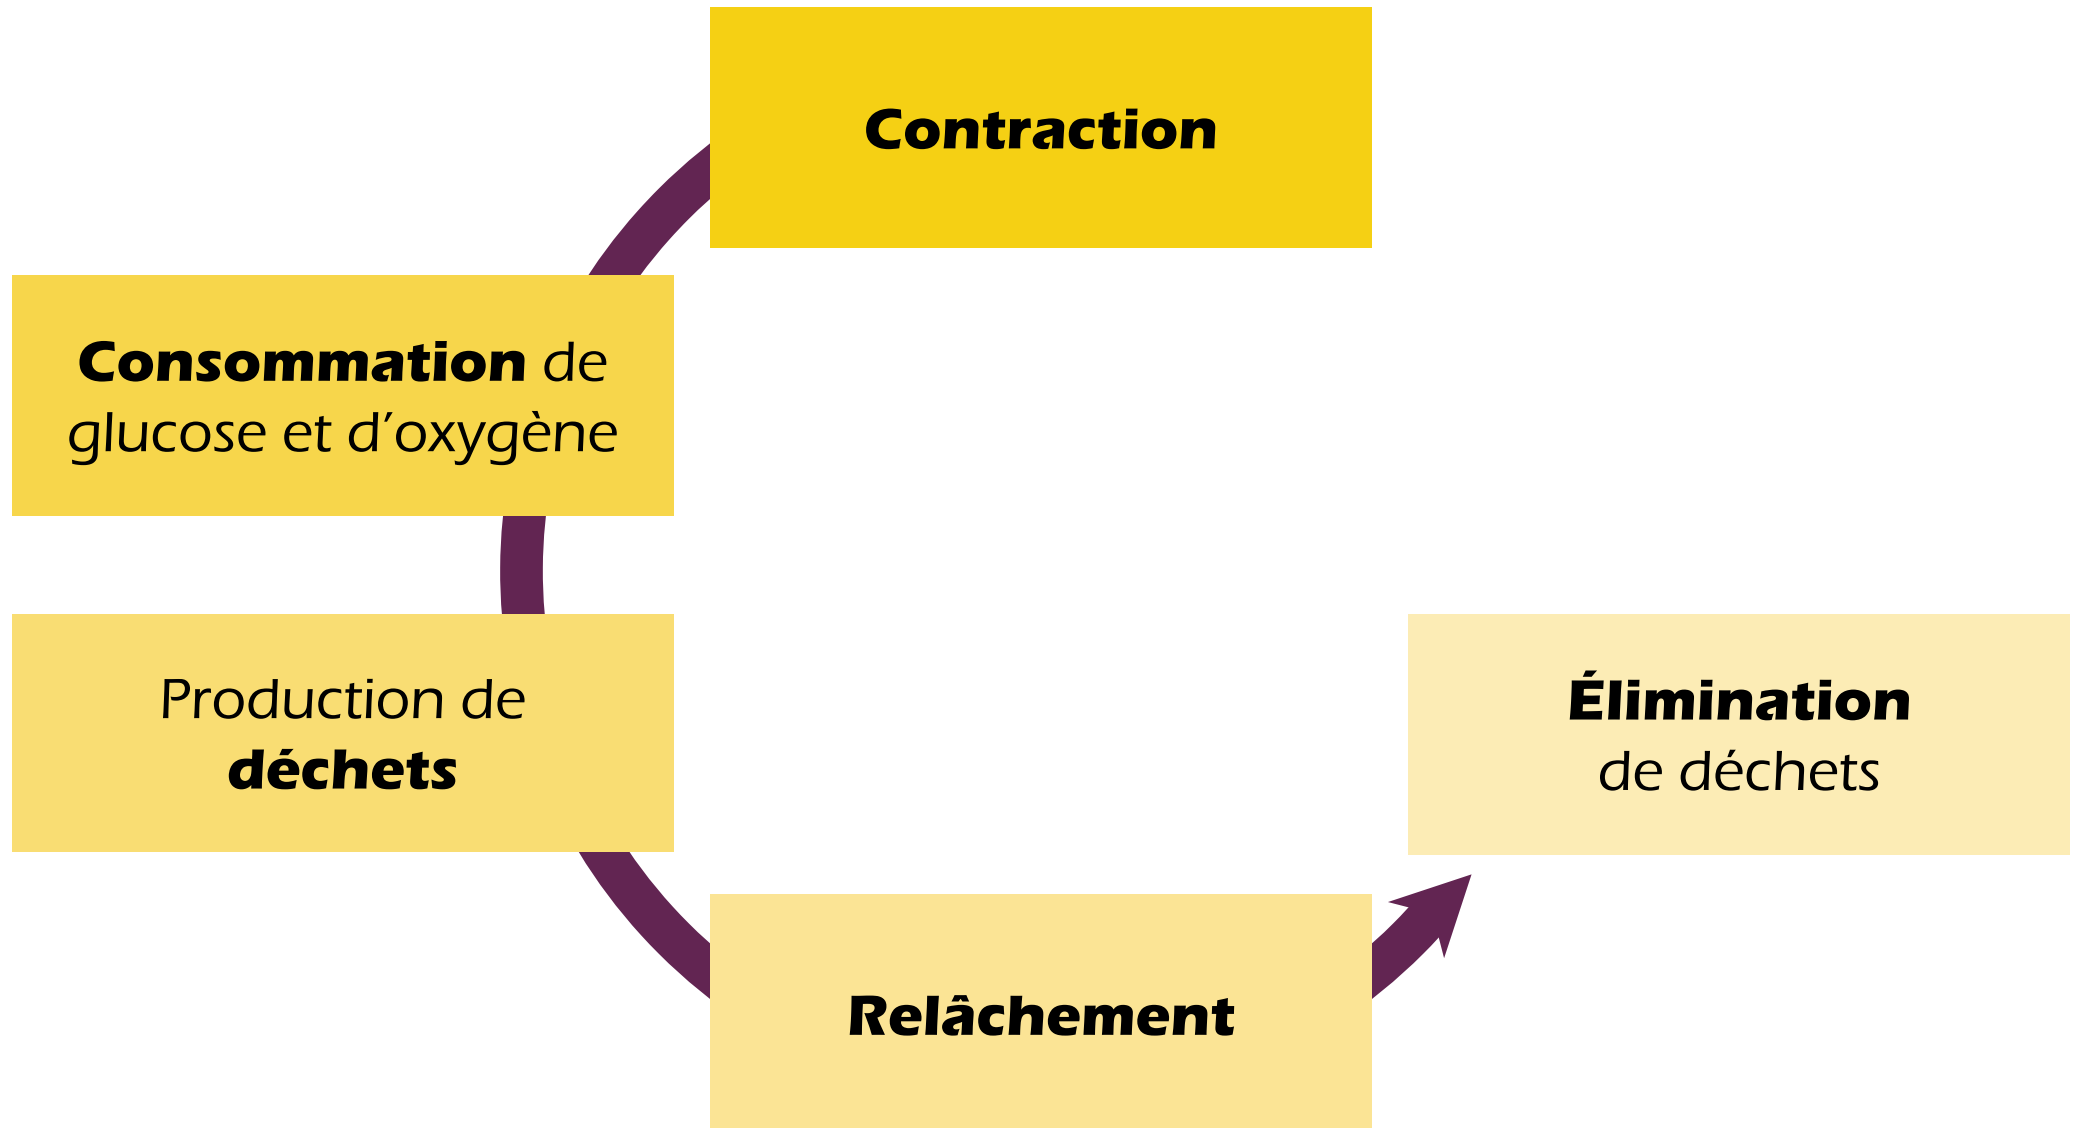 Contraction
Consommation de
glucose et d’oxygène
Production de
déchets
Relâchement
Élimination
de déchets